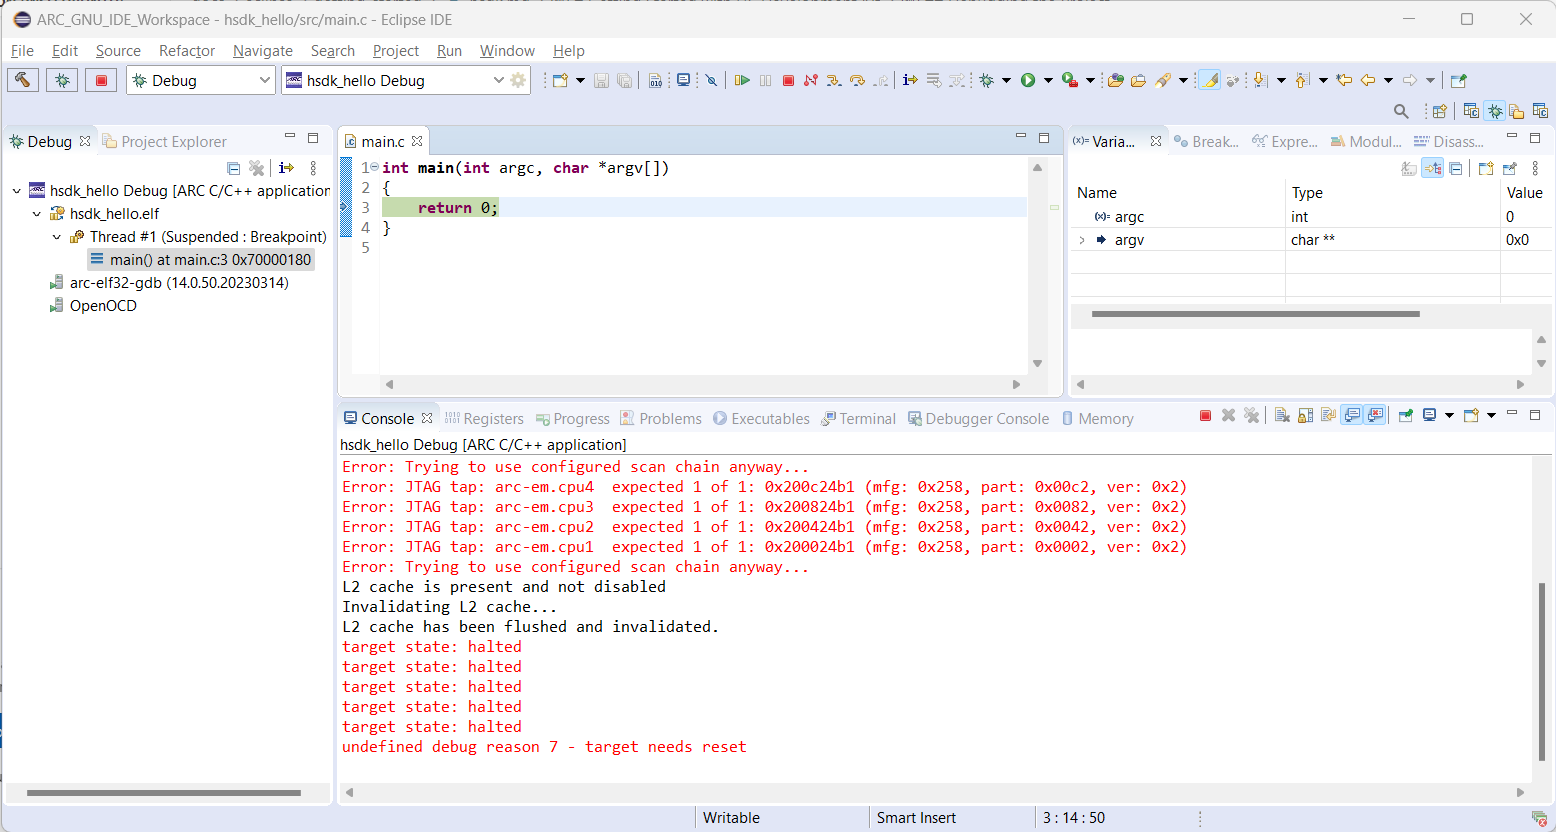 ARC_GNU_IDE_Workspace - hsdk_hello/src/main.c - Eclipse IDE
File Edit Source Refactor Navigate Search Project Run Window Help
Debug
hsdk_hello Debug
Debug
Project Explorer
hsdk_hello Debug [ARC C/C++ application
hsdk_hello.elf
Thread #1 (Suspended : Breakpoint)
main() at main.c:3 0x70000180
arc-elf32-gdb (14.0.50.20230314)
OpenOCD
main.c
1 int main(int argc, char *argv[])
2 {
3 return 0;
4 }
5
(x)= Varia... Break... Expre... Modul... Disass...
Name Type Value
(x)= argc int 0
argv char ** 0x0
Console Registers Progress Problems Executables Terminal Debugger Console Memory
hsdk_hello Debug [ARC C/C++ application]
Error: Trying to use configured scan chain anyway...
Error: JTAG tap: arc-em.cpu4  expected 1 of 1: 0x200c24b1 (mfg: 0x258, part: 0x00c2, ver: 0x2)
Error: JTAG tap: arc-em.cpu3  expected 1 of 1: 0x200824b1 (mfg: 0x258, part: 0x0082, ver: 0x2)
Error: JTAG tap: arc-em.cpu2  expected 1 of 1: 0x200424b1 (mfg: 0x258, part: 0x0042, ver: 0x2)
Error: JTAG tap: arc-em.cpu1  expected 1 of 1: 0x200024b1 (mfg: 0x258, part: 0x0002, ver: 0x2)
Error: Trying to use configured scan chain anyway...
L2 cache is present and not disabled
Invalidating L2 cache...
L2 cache has been flushed and invalidated.
target state: halted
target state: halted
target state: halted
target state: halted
target state: halted
undefined debug reason 7 - target needs reset
Writable
Smart Insert
3 : 14 : 50